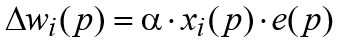 Δwᵢ(p) = α · xᵢ(p) · e(p)